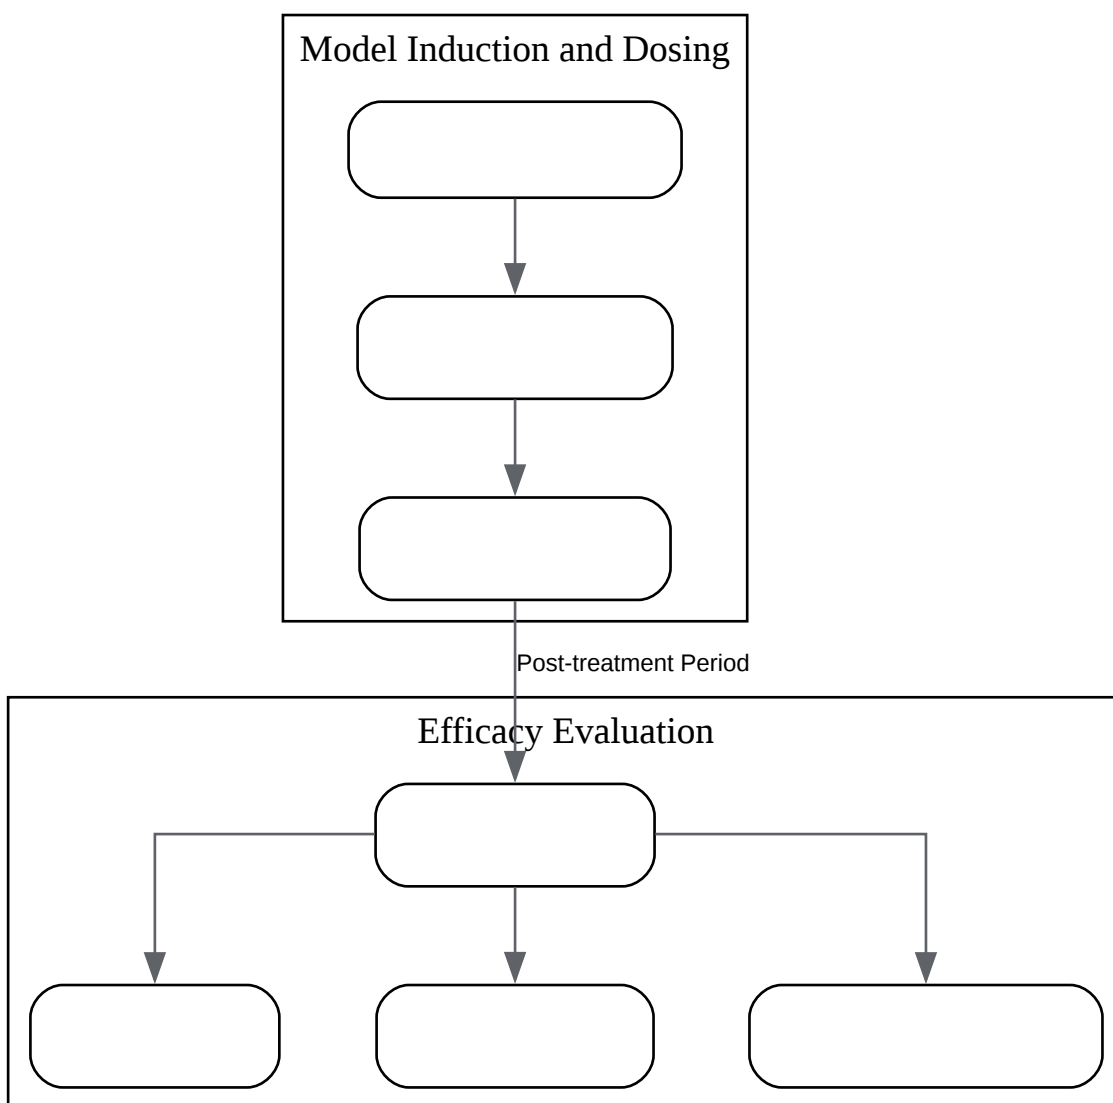 Model Induction and Dosing
Post-treatment Period
Efficacy Evaluation